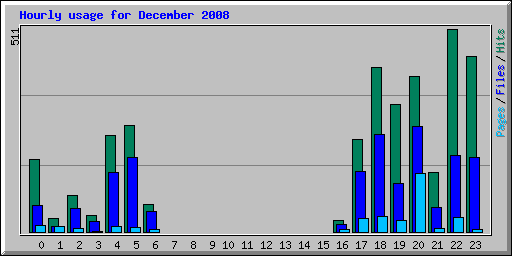 Hourly usage for December 2008
511
Pages / Files / Hits
0 1 2 3 4 5 6 7 8 9 10 11 12 13 14 15 16 17 18 19 20 21 22 23